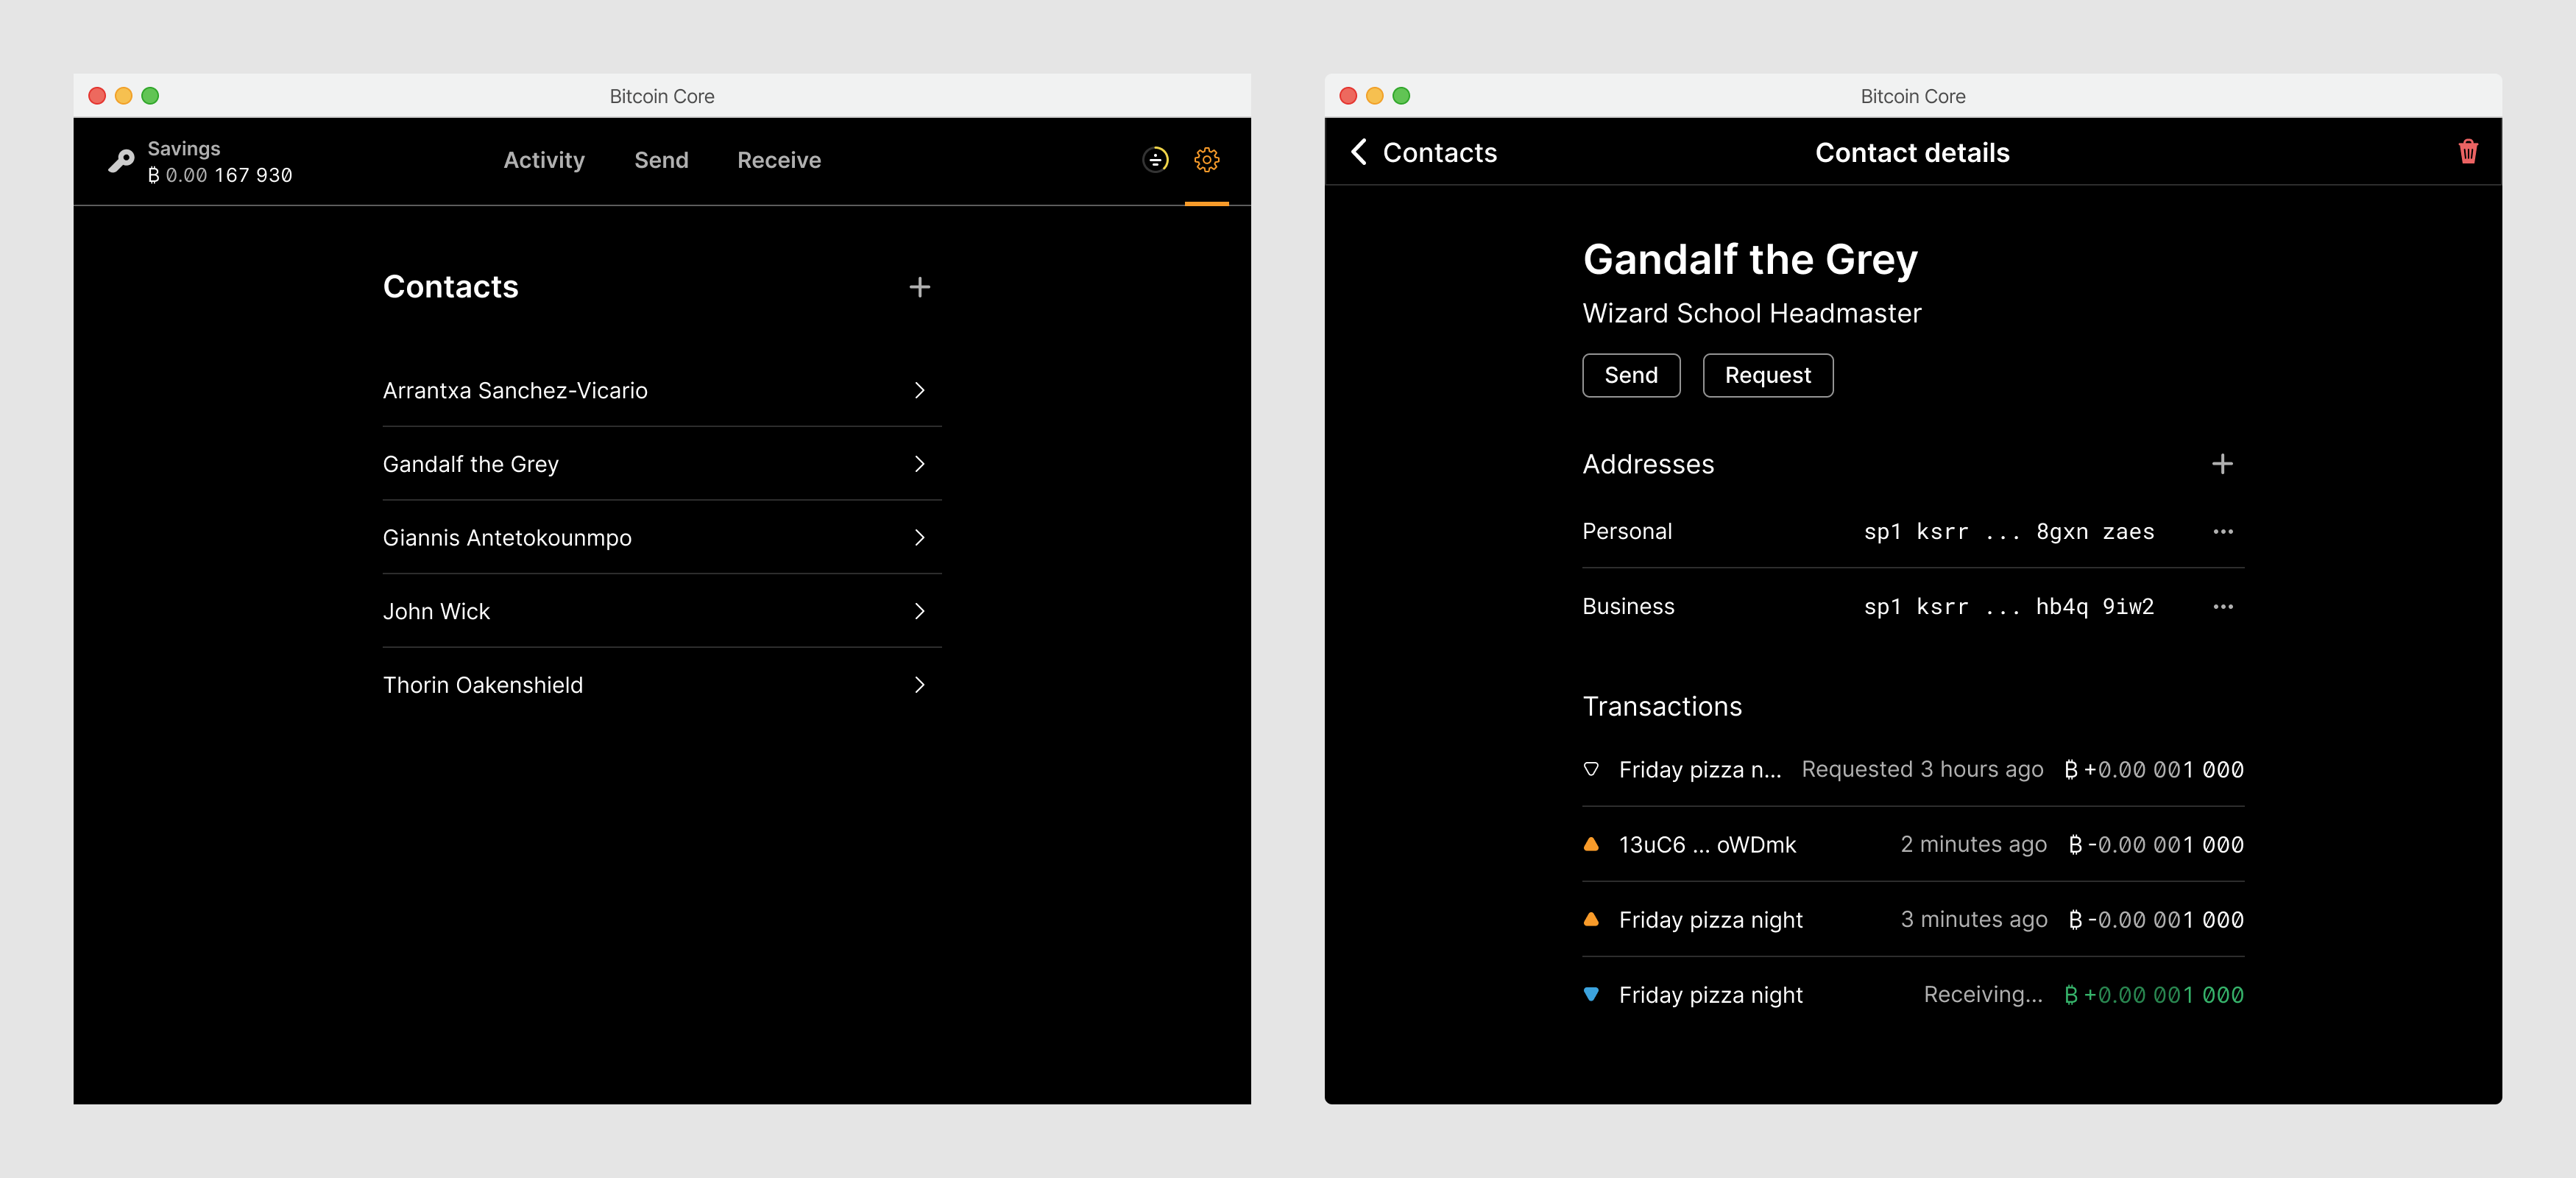 Bitcoin Core
Savings
₿ 0.00 167 930
Activity
Send
Receive
Contacts
Arrantxa Sanchez-Vicario
Gandalf the Grey
Giannis Antetokounmpo
John Wick
Thorin Oakenshield
Bitcoin Core
Contacts
Contact details
Gandalf the Grey
Wizard School Headmaster
Send
Request
Addresses
Personal sp1 ksrr ... 8gxn zaes
Business sp1 ksrr ... hb4q 9iw2
Transactions
Friday pizza n... Requested 3 hours ago ₿ +0.00 001 000
13uC6 ... oWDmk 2 minutes ago ₿ -0.00 001 000
Friday pizza night 3 minutes ago ₿ -0.00 001 000
Friday pizza night Receiving... ₿ +0.00 001 000